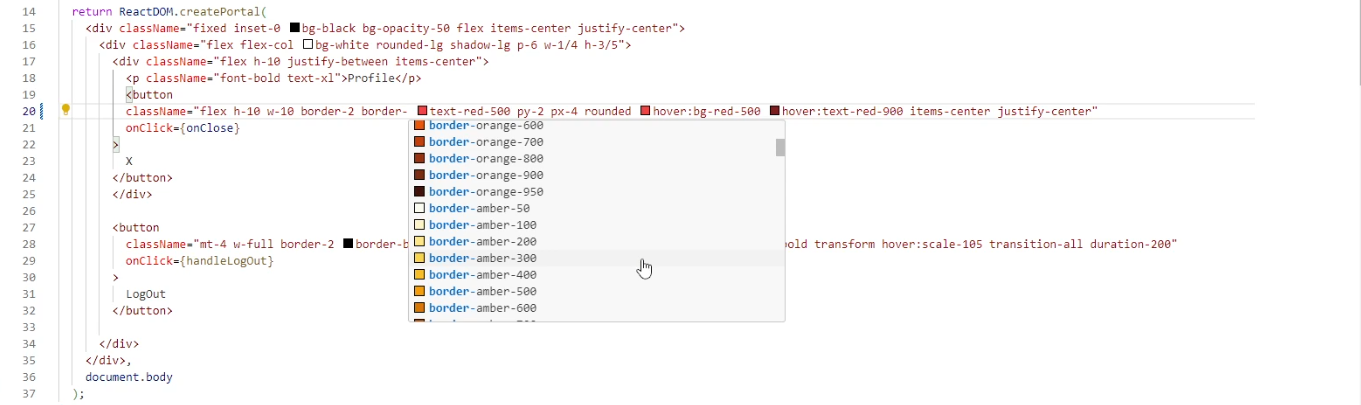 14 return ReactDOM.createPortal(
15 <div className="fixed inset-0 bg-black bg-opacity-50 flex items-center justify-center">
16 <div className="flex flex-col bg-white rounded-lg shadow-lg p-6 w-1/4 h-3/5">
17 <div className="flex h-10 justify-between items-center">
18 <p className="font-bold text-xl">Profile</p>
19 <button
20 className="flex h-10 w-10 border-2 border- text-red-500 py-2 px-4 rounded hover:bg-red-500 hover:text-red-900 items-center justify-center"
border-orange-600
21 onClick={onClose}
22 >
border-orange-700
border-orange-800
23 X
border-orange-900
24 </button>
border-orange-950
25 </div>
border-amber-50
26
border-amber-100
27 <button
border-amber-200
28 className="mt-4 w-full border-2 border-b old transform hover:scale-105 transition-all duration-200"
border-amber-300
29 onClick={handleLogOut}
border-amber-400
30 >
border-amber-500
31 LogOut
border-amber-600
32 </button>
33
34 </div>
35 </div>,
36 document.body
37 );